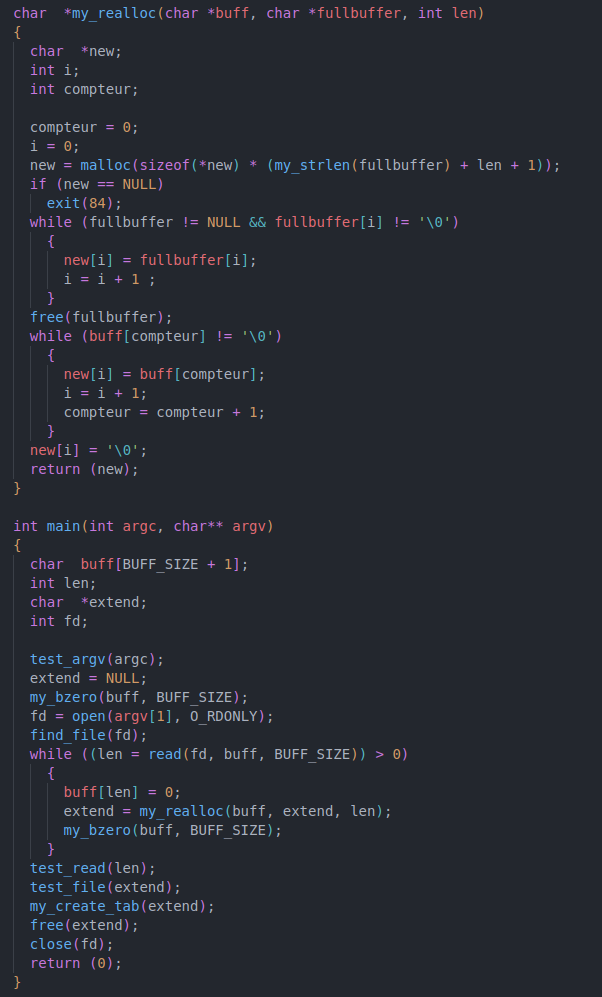 char  *my_realloc(char *buff, char *fullbuffer, int len)
{
  char  *new;
  int i;
  int compteur;

  compteur = 0;
  i = 0;
  new = malloc(sizeof(*new) * (my_strlen(fullbuffer) + len + 1));
  if (new == NULL)
    exit(84);
  while (fullbuffer != NULL && fullbuffer[i] != '\0')
    {
      new[i] = fullbuffer[i];
      i = i + 1 ;
    }
  free(fullbuffer);
  while (buff[compteur] != '\0')
    {
      new[i] = buff[compteur];
      i = i + 1;
      compteur = compteur + 1;
    }
  new[i] = '\0';
  return (new);
}

int main(int argc, char** argv)
{
  char  buff[BUFF_SIZE + 1];
  int len;
  char  *extend;
  int fd;

  test_argv(argc);
  extend = NULL;
  my_bzero(buff, BUFF_SIZE);
  fd = open(argv[1], O_RDONLY);
  find_file(fd);
  while ((len = read(fd, buff, BUFF_SIZE)) > 0)
    {
      buff[len] = 0;
      extend = my_realloc(buff, extend, len);
      my_bzero(buff, BUFF_SIZE);
    }
  test_read(len);
  test_file(extend);
  my_create_tab(extend);
  free(extend);
  close(fd);
  return (0);
}